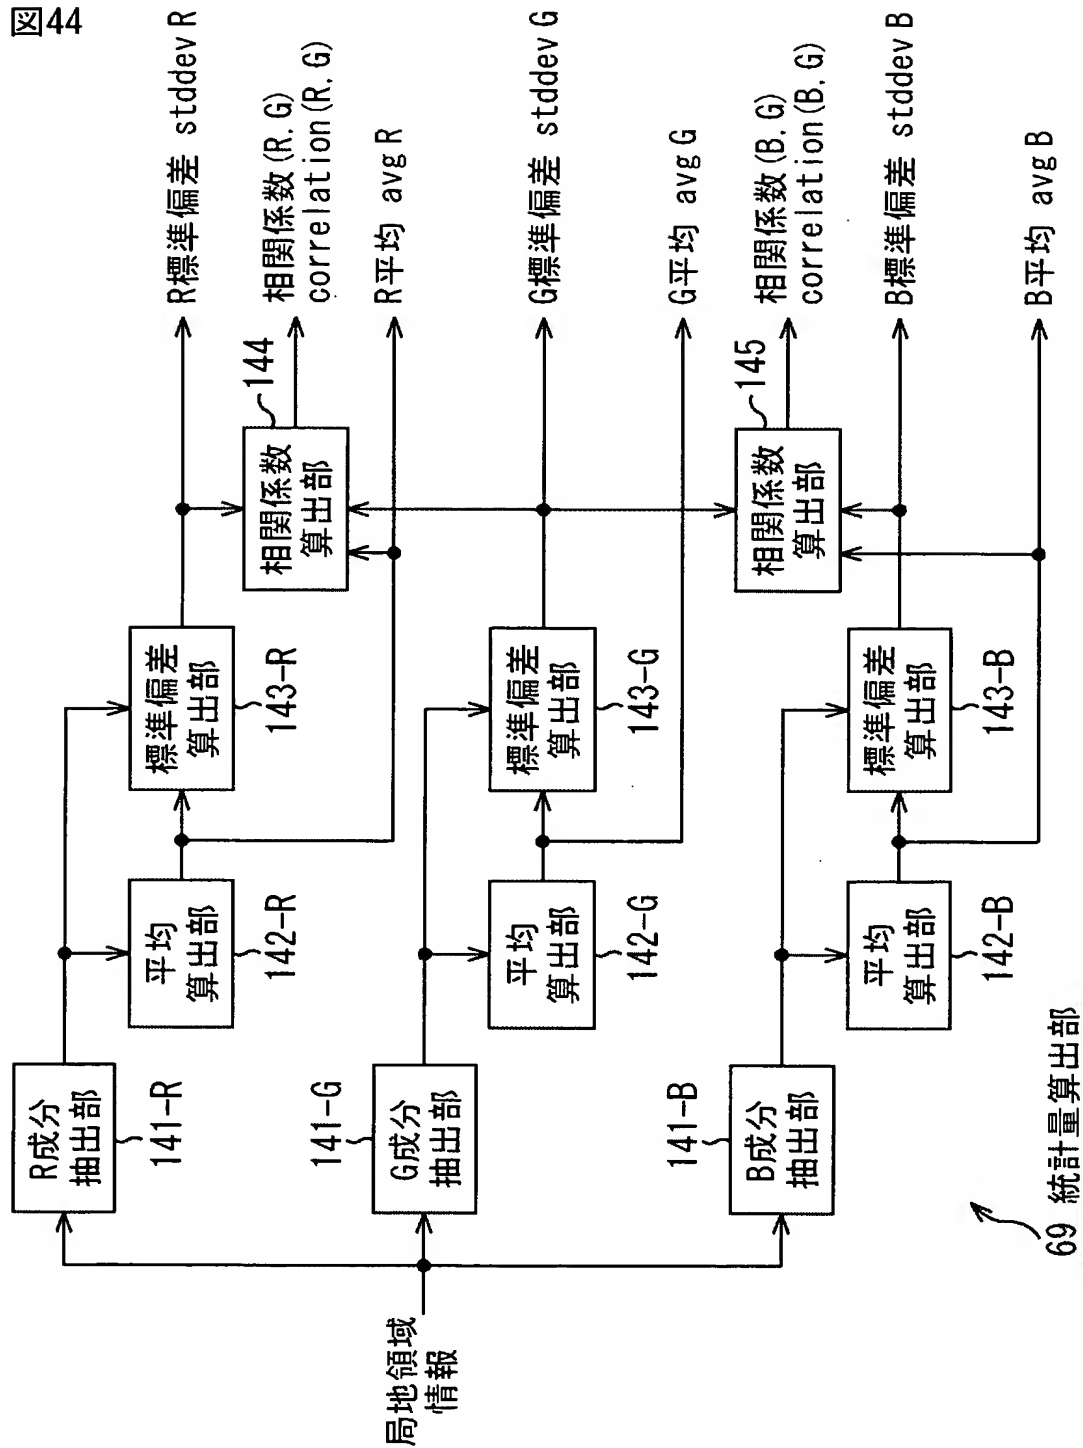 図44
局地領域
情報
R成分
抽出部
141-R
平均
算出部
142-R
標準偏差
算出部
143-R
相関係数
算出部
144
R標準偏差 stddev R
相関係数(R,G)
correlation(R,G)
R平均 avg R
G成分
抽出部
141-G
平均
算出部
142-G
標準偏差
算出部
143-G
G標準偏差 stddev G
G平均 avg G
B成分
抽出部
141-B
平均
算出部
142-B
標準偏差
算出部
143-B
相関係数
算出部
145
相関係数(B,G)
correlation(B,G)
B標準偏差 stddev B
B平均 avg B
69 統計量算出部